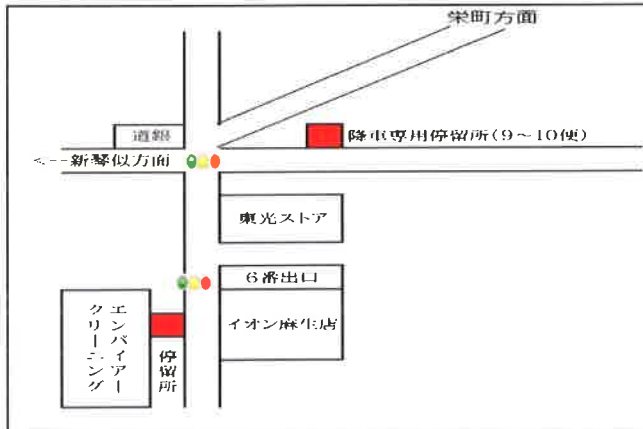 栄町方面
道銀
降車専用停留所(9～10便)
<--新琴似方面
東光ストア
6番出口
イオン麻生店
エンパイアー
クリーニング
停留所